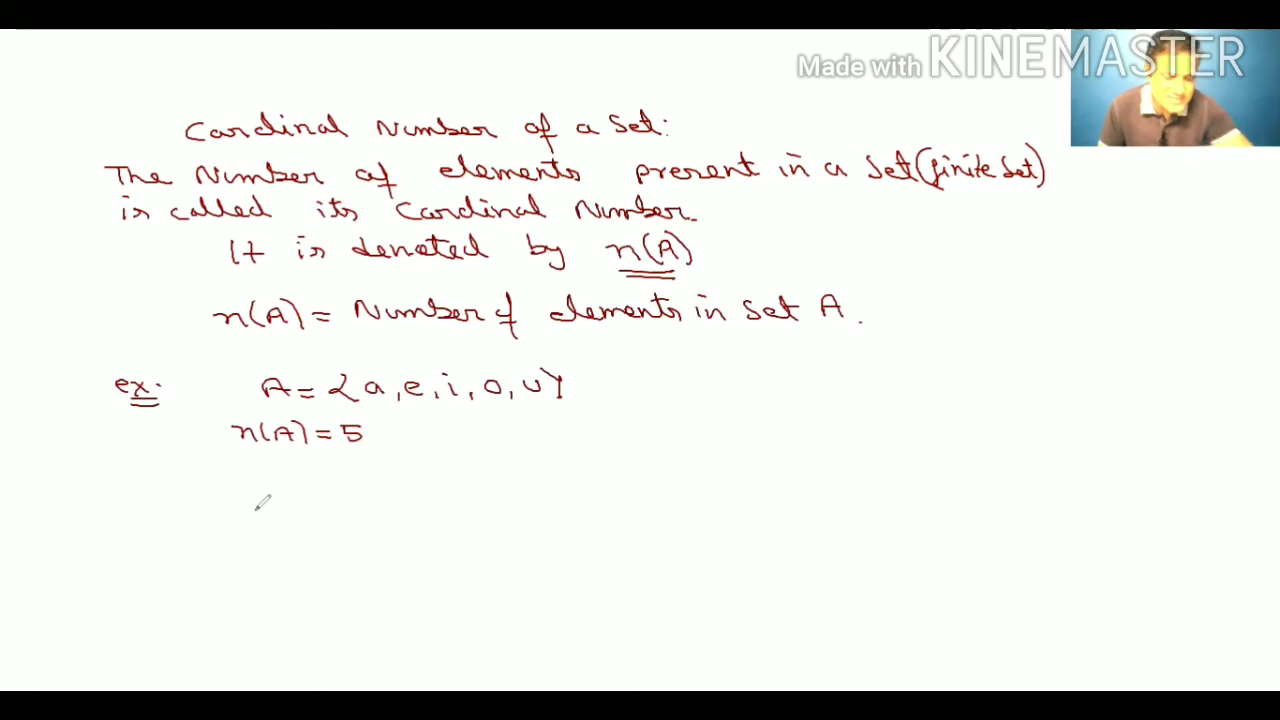 Made with KINEMASTER
Cardinal Number of a Set:
The Number of elements present in a Set (finite Set)
is called its Cardinal Number.
It is denoted by n(A)
n(A) = Number of elements in set A.
ex: A = {a, e, i, o, u}
n(A) = 5